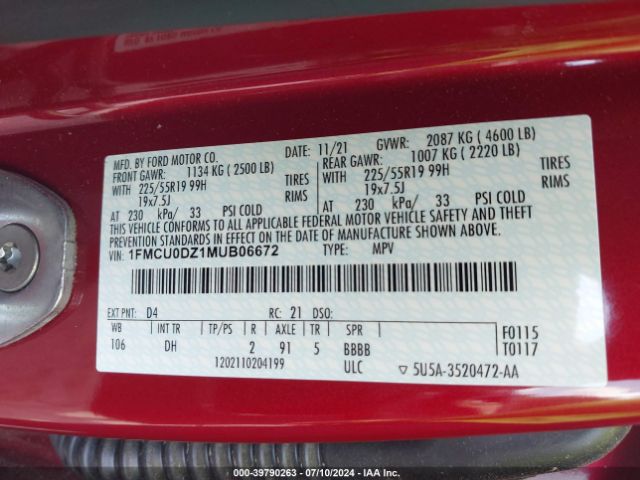 MFD. BY FORD MOTOR CO. DATE: 11/21 GVWR: 2087 KG ( 4600 LB)
FRONT GAWR: 1134 KG ( 2500 LB) REAR GAWR: 1007 KG ( 2220 LB)
WITH 225/55R19 99H TIRES WITH 225/55R19 99H TIRES
19x7.5J RIMS 19x7.5J RIMS
AT 230 kPa/ 33 PSI COLD AT 230 kPa/ 33 PSI COLD
THIS VEHICLE CONFORMS TO ALL APPLICABLE FEDERAL MOTOR VEHICLE SAFETY AND THEFT
PREVENTION STANDARDS IN EFFECT ON THE DATE OF MANUFACTURE SHOWN ABOVE.
VIN: 1FMCU0DZ1MUB06672 TYPE: MPV
EXT PNT: D4 RC: 21 DSO:
WB INT TR TP/PS R AXLE TR SPR F0115
106 DH 2 91 5 BBBB T0117
1202110204199 ULC ▽ 5U5A-3520472-AA
000-39790263 - 07/10/2024 - IAA Inc.